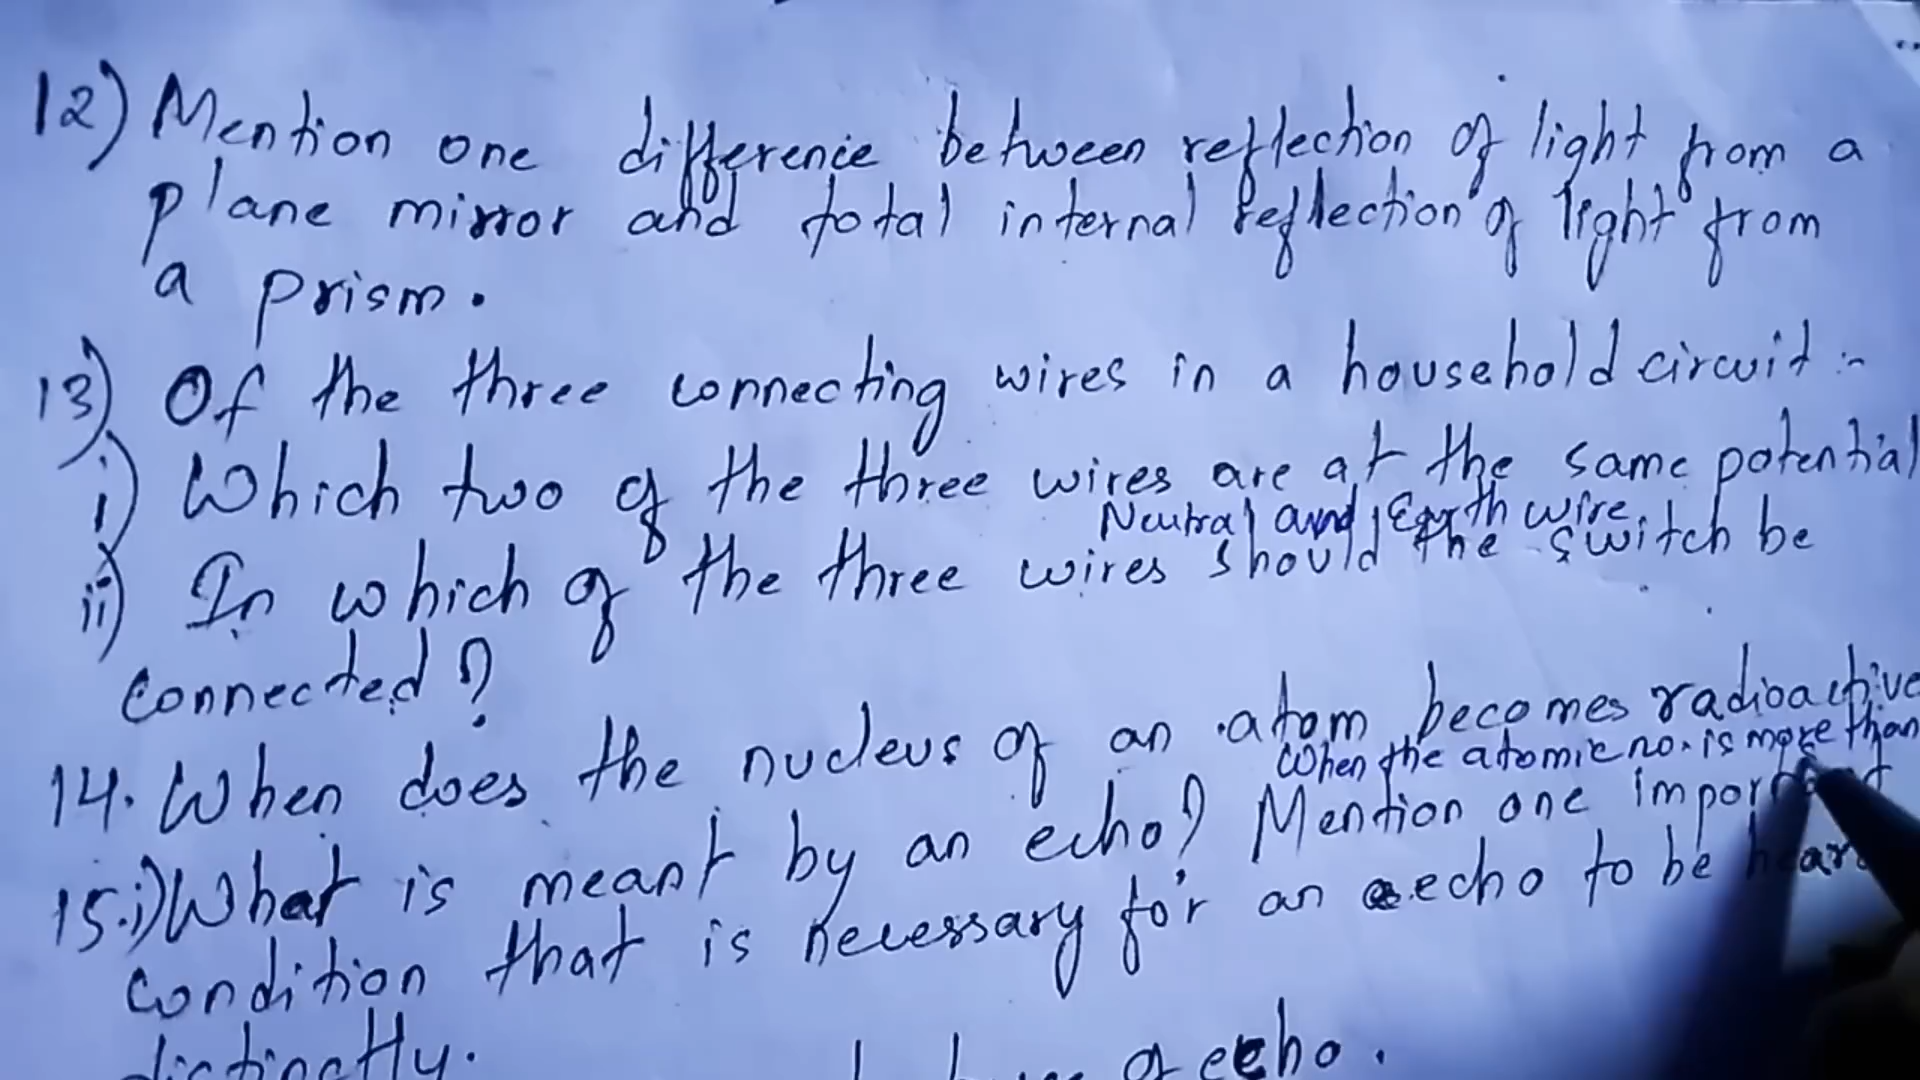 12) Mention one difference between reflection of light from a
plane mirror and total internal reflection of light from
a prism.
13) Of the three connecting wires in a household circuit :-
i) Which two of the three wires are at the same potential
Neutral and Earth wire.
ii) In which of the three wires should the switch be
connected?
14. When does the nucleus of an atom becomes radioactive
When the atomic no. is more than
15. i) What is meant by an echo? Mention one important
condition that is necessary for an echo to be heard
distinctly.
of echo.